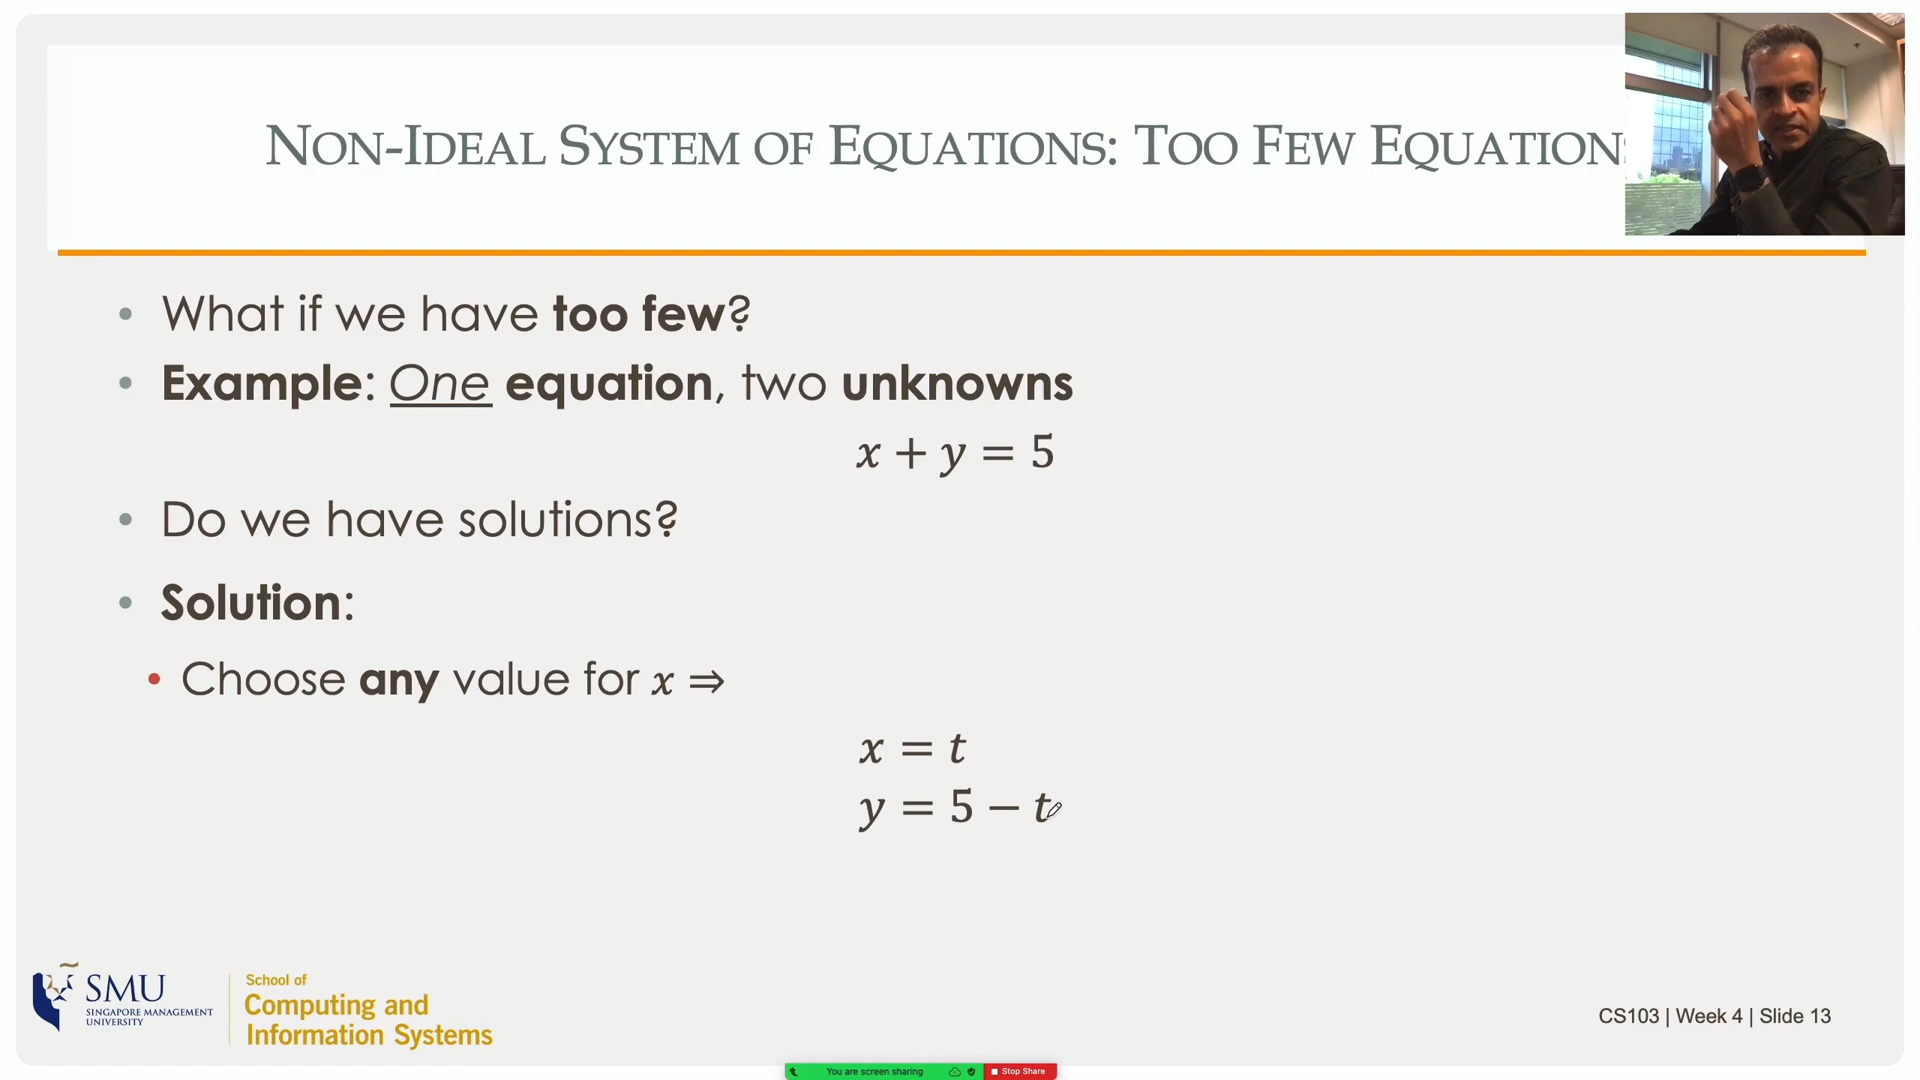 NON-IDEAL SYSTEM OF EQUATIONS: TOO FEW EQUATION
• What if we have too few?
• Example: One equation, two unknowns
x + y = 5
• Do we have solutions?
• Solution:
• Choose any value for x ⇒
x = t
y = 5 − t
SMU
SINGAPORE MANAGEMENT
UNIVERSITY
School of
Computing and
Information Systems
CS103 | Week 4 | Slide 13
You are screen sharing
Stop Share